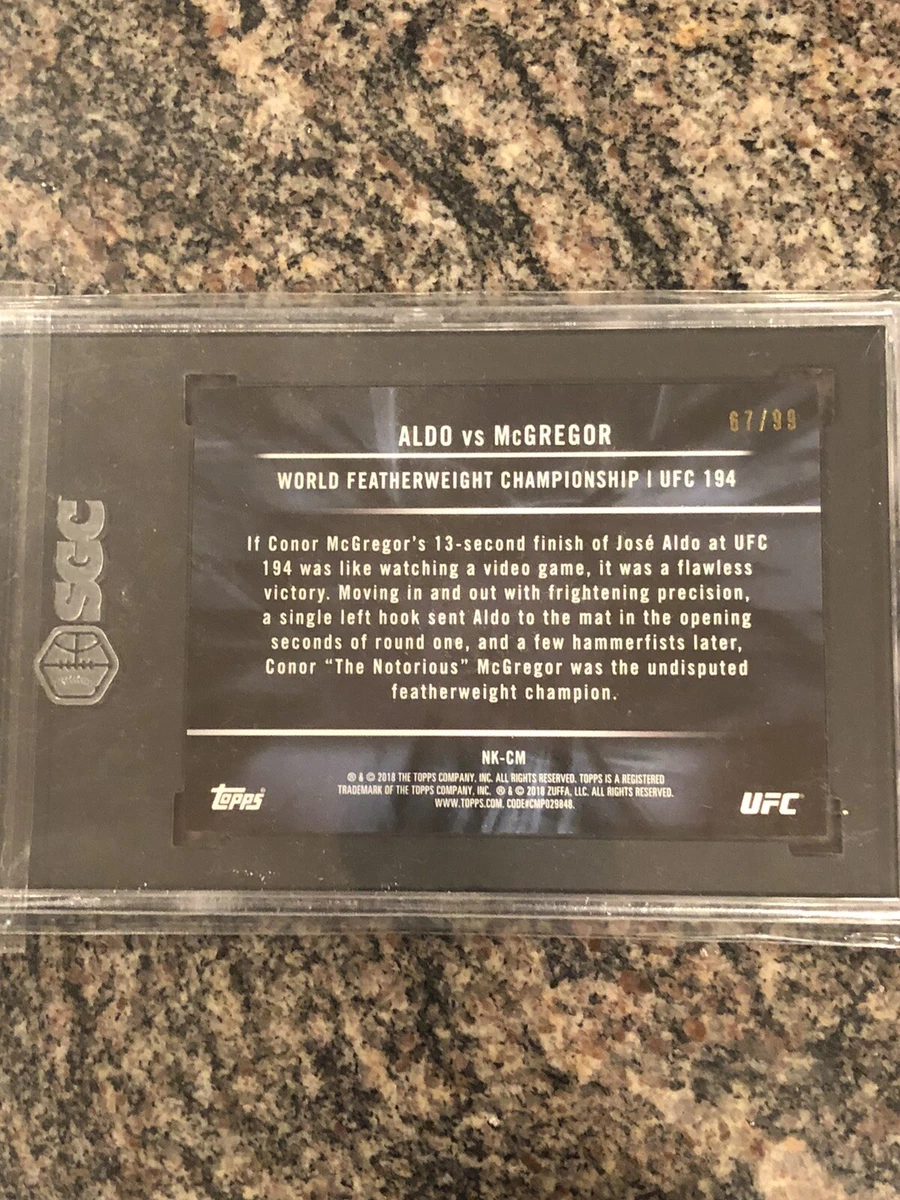 67/99
ALDO vs McGREGOR
WORLD FEATHERWEIGHT CHAMPIONSHIP | UFC 194
If Conor McGregor's 13-second finish of José Aldo at UFC
194 was like watching a video game, it was a flawless
victory. Moving in and out with frightening precision,
a single left hook sent Aldo to the mat in the opening
seconds of round one, and a few hammerfists later,
Conor “The Notorious” McGregor was the undisputed
featherweight champion.
NK-CM
® & © 2018 THE TOPPS COMPANY, INC. ALL RIGHTS RESERVED. TOPPS IS A REGISTERED
TRADEMARK OF THE TOPPS COMPANY, INC. ® & © 2018 ZUFFA, LLC. ALL RIGHTS RESERVED.
WWW.TOPPS.COM. CODE#CMP029848.
Topps
UFC
SGC